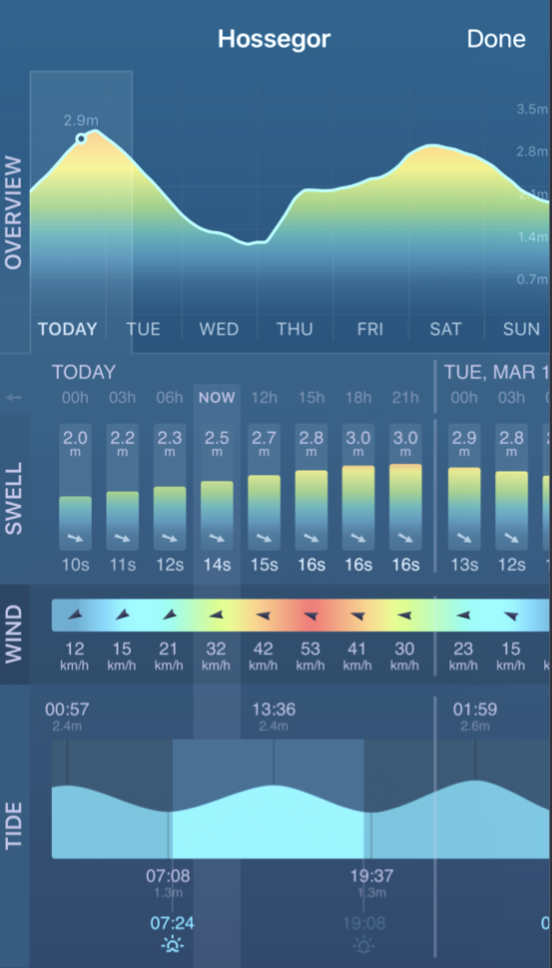 Hossegor
Done
OVERVIEW
2.9m
3.5m
2.8m
2.1m
1.4m
0.7m
TODAY TUE WED THU FRI SAT SUN
TODAY TUE, MAR 1
00h 03h 06h NOW 12h 15h 18h 21h 00h 03h
SWELL
2.0 2.2 2.3 2.5 2.7 2.8 3.0 3.0 2.9 2.8
m m m m m m m m m m
10s 11s 12s 14s 15s 16s 16s 16s 13s 12s
WIND
12 15 21 32 42 53 41 30 23 15
km/h km/h km/h km/h km/h km/h km/h km/h km/h km/h
TIDE
00:57 13:36 01:59
2.4m 2.4m 2.6m
07:08 19:37
1.3m 1.3m
07:24 19:08